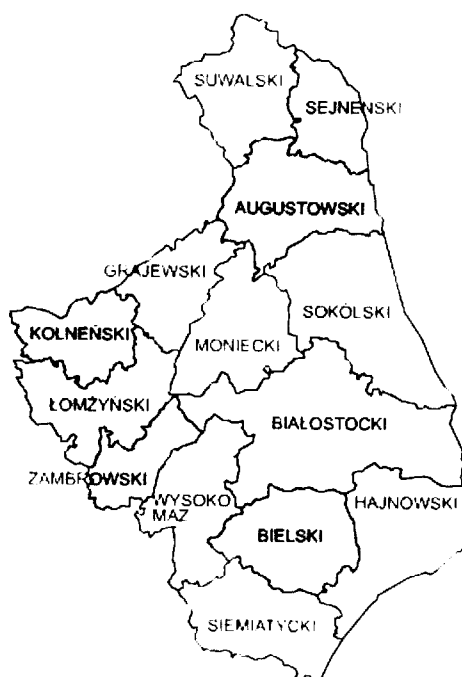 SUWALSKI
SEJNEŃSKI
AUGUSTOWSKI
GRAJEWSKI
SOKÓLSKI
KOLNEŃSKI
MONIECKI
ŁOMŻYŃSKI
BIAŁOSTOCKI
ZAMBROWSKI
WYSOKO
MAZ
HAJNOWSKI
BIELSKI
SIEMIATYCKI